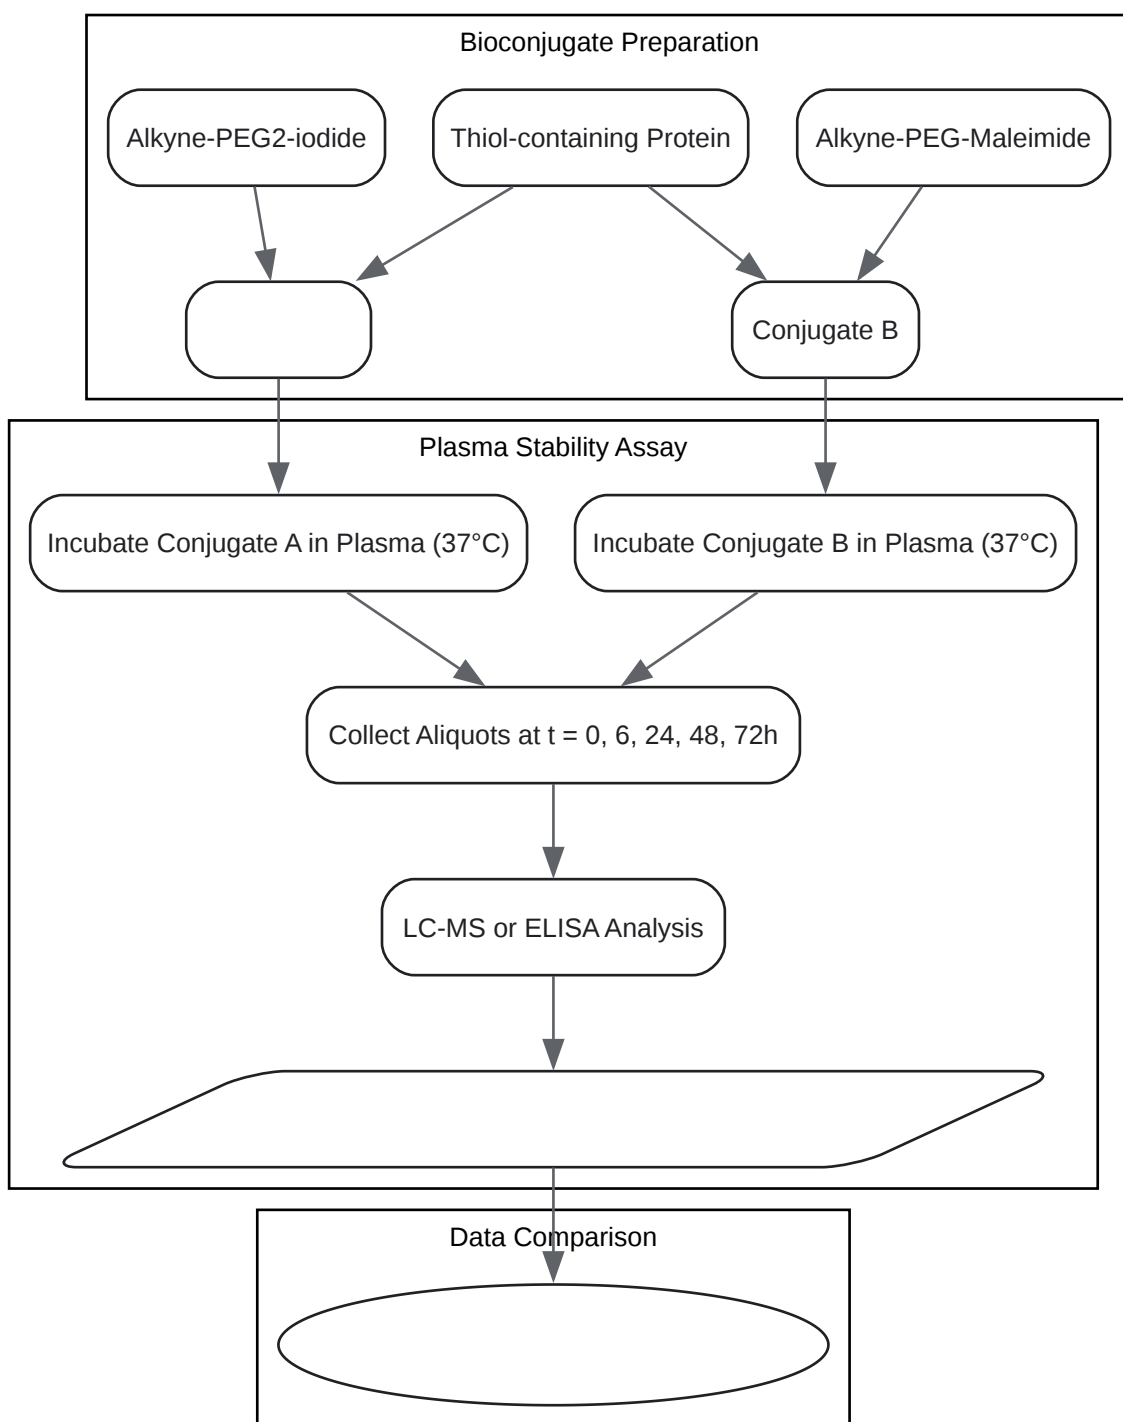 Bioconjugate Preparation
Alkyne-PEG2-iodide
Thiol-containing Protein
Alkyne-PEG-Maleimide
Conjugate B
Plasma Stability Assay
Incubate Conjugate A in Plasma (37°C)
Incubate Conjugate B in Plasma (37°C)
Collect Aliquots at t = 0, 6, 24, 48, 72h
LC-MS or ELISA Analysis
Data Comparison